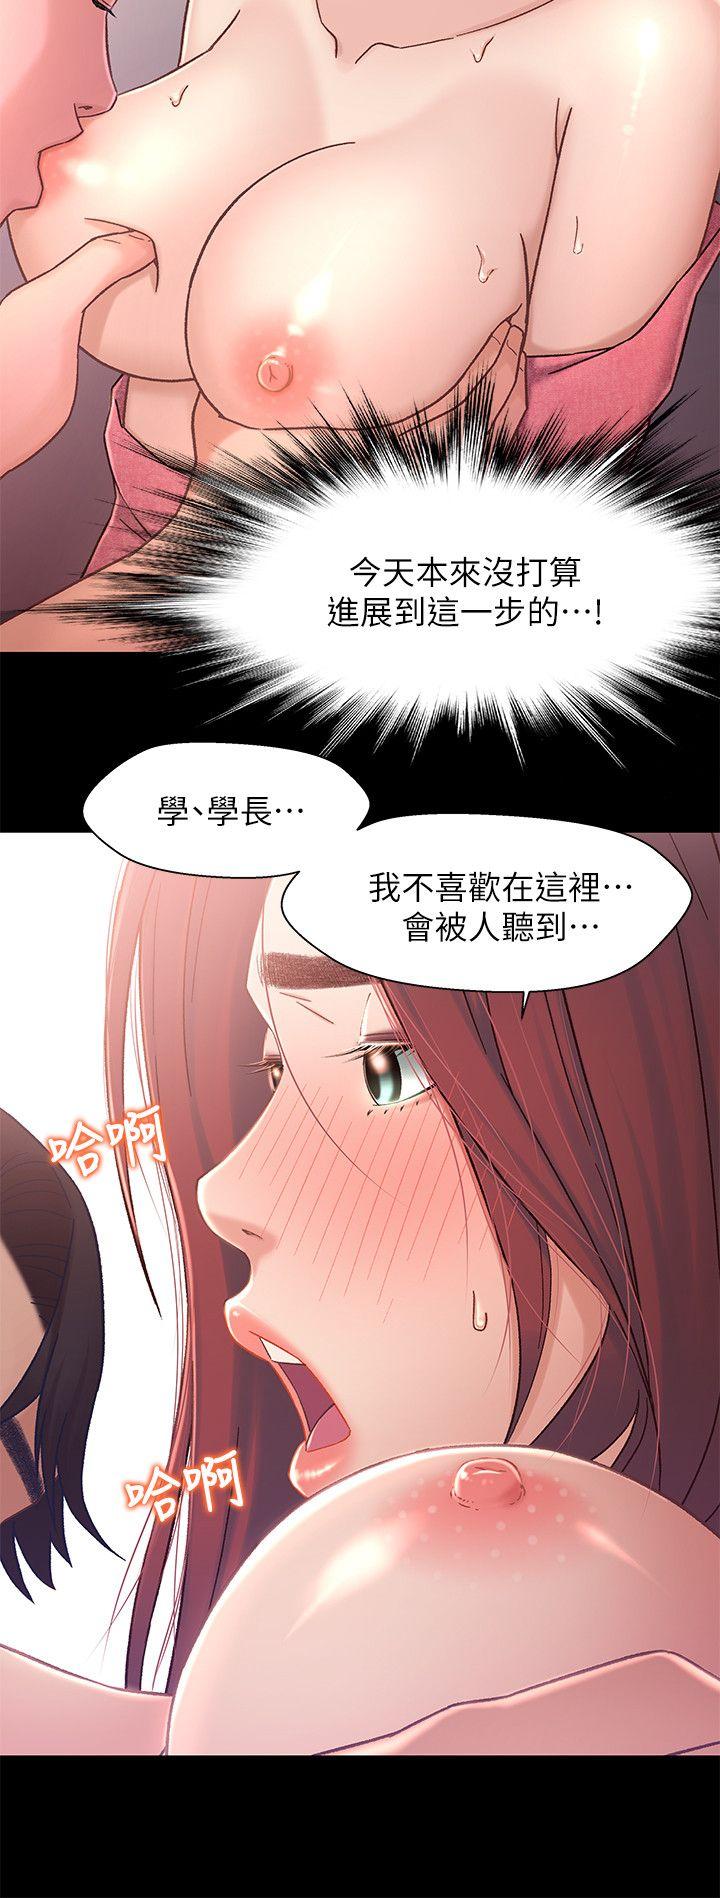 今天本來沒打算
進展到這一步的⋯!
學、學長⋯
我不喜歡在這裡⋯
會被人聽到⋯
哈啊
哈啊